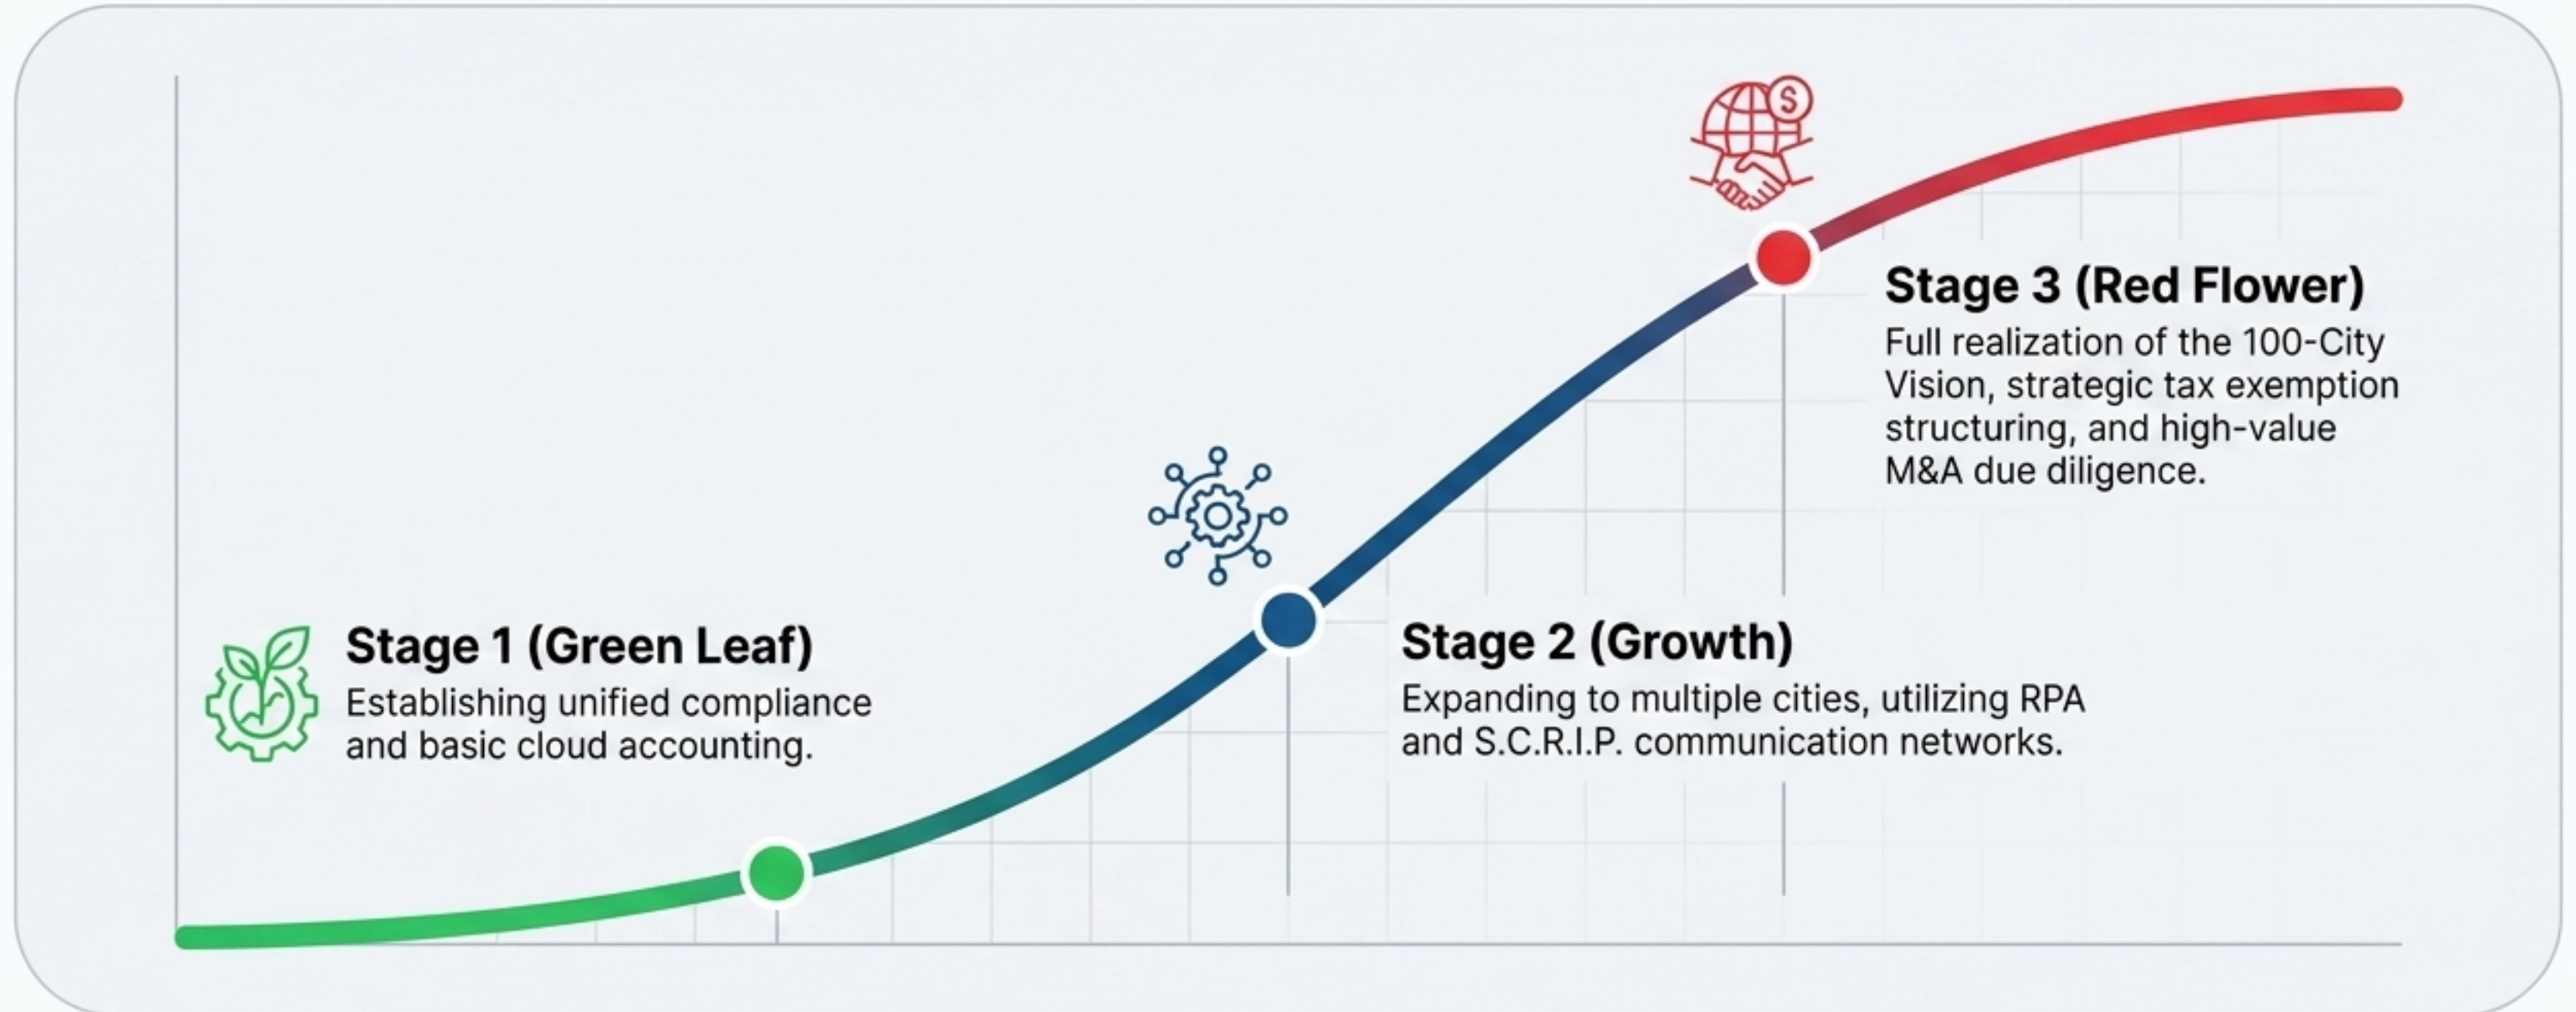 Stage 1 (Green Leaf)
Establishing unified compliance
and basic cloud accounting.
Stage 2 (Growth)
Expanding to multiple cities, utilizing RPA
and S.C.R.I.P. communication networks.
$
Stage 3 (Red Flower)
Full realization of the 100-City
Vision, strategic tax exemption
structuring, and high-value
M&A due diligence.